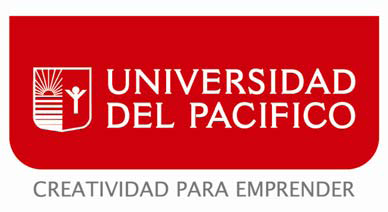 UNIVERSIDAD
DEL PACIFICO
CREATIVIDAD PARA EMPRENDER